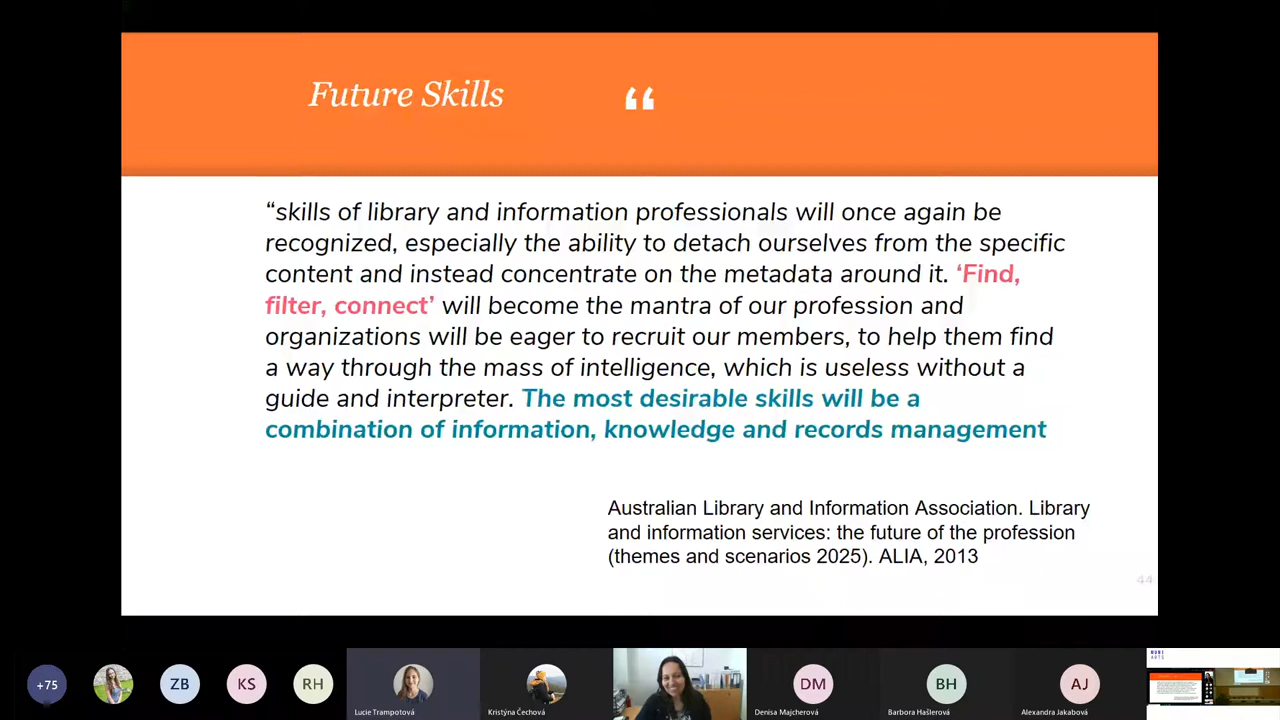 Future Skills
“
“skills of library and information professionals will once again be
recognized, especially the ability to detach ourselves from the specific
content and instead concentrate on the metadata around it. ‘Find,
filter, connect’ will become the mantra of our profession and
organizations will be eager to recruit our members, to help them find
a way through the mass of intelligence, which is useless without a
guide and interpreter. The most desirable skills will be a
combination of information, knowledge and records management
Australian Library and Information Association. Library
and information services: the future of the profession
(themes and scenarios 2025). ALIA, 2013
44
+75
ZB
KS
RH
Lucie Trampotová
Kristýna Čechová
DM
Denisa Majcherová
BH
Barbora Hašlerová
AJ
Alexandra Jakabová
MUNI
ARTS